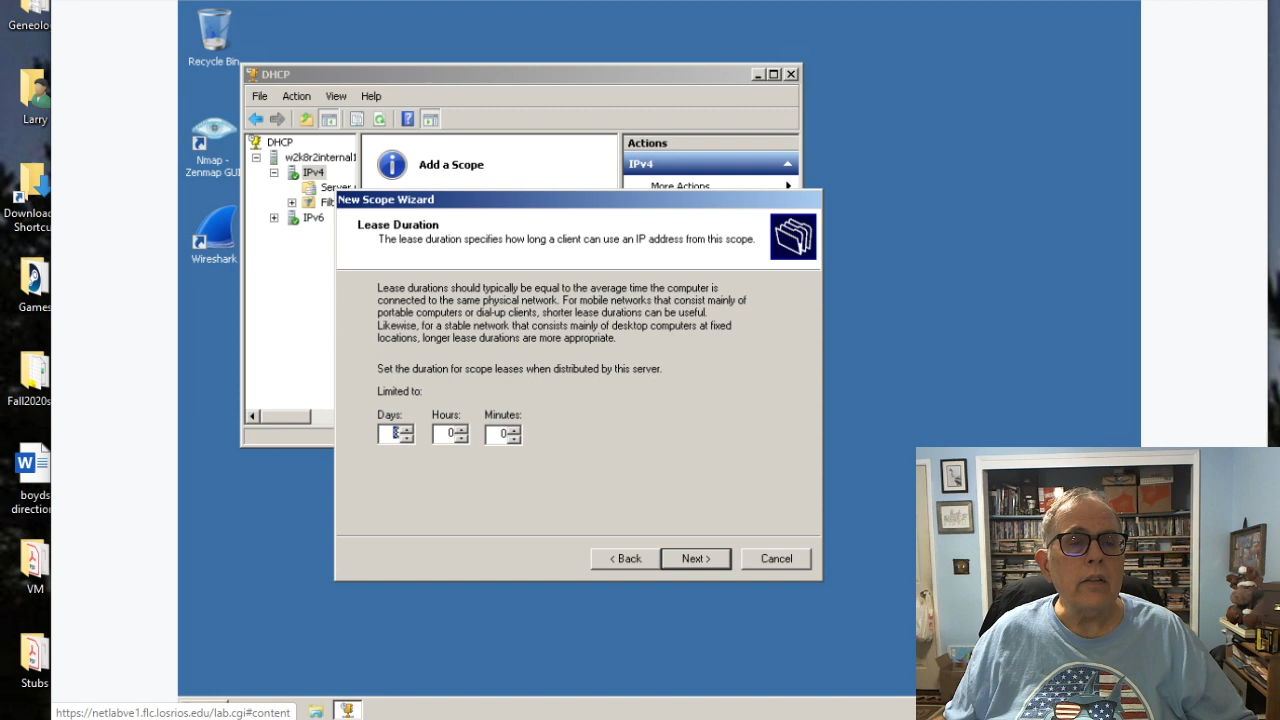 Geneolo
Larry
Download
Shortcu
Games
Fall2020s
boyds
direction
VM
Stubs
Recycle Bin
Nmap -
Zenmap GUI
Wireshark
DHCP
File Action View Help
DHCP
w2k8r2internal1
IPv4
Server
Filt
IPv6
Add a Scope
Actions
IPv4
More Actions
New Scope Wizard
Lease Duration
The lease duration specifies how long a client can use an IP address from this scope.
Lease durations should typically be equal to the average time the computer is
connected to the same physical network. For mobile networks that consist mainly of
portable computers or dial-up clients, shorter lease durations can be useful.
Likewise, for a stable network that consists mainly of desktop computers at fixed
locations, longer lease durations are more appropriate.
Set the duration for scope leases when distributed by this server.
Limited to:
Days: Hours: Minutes:
0 0
< Back Next > Cancel
https://netlabve1.flc.losrios.edu/lab.cgi#content